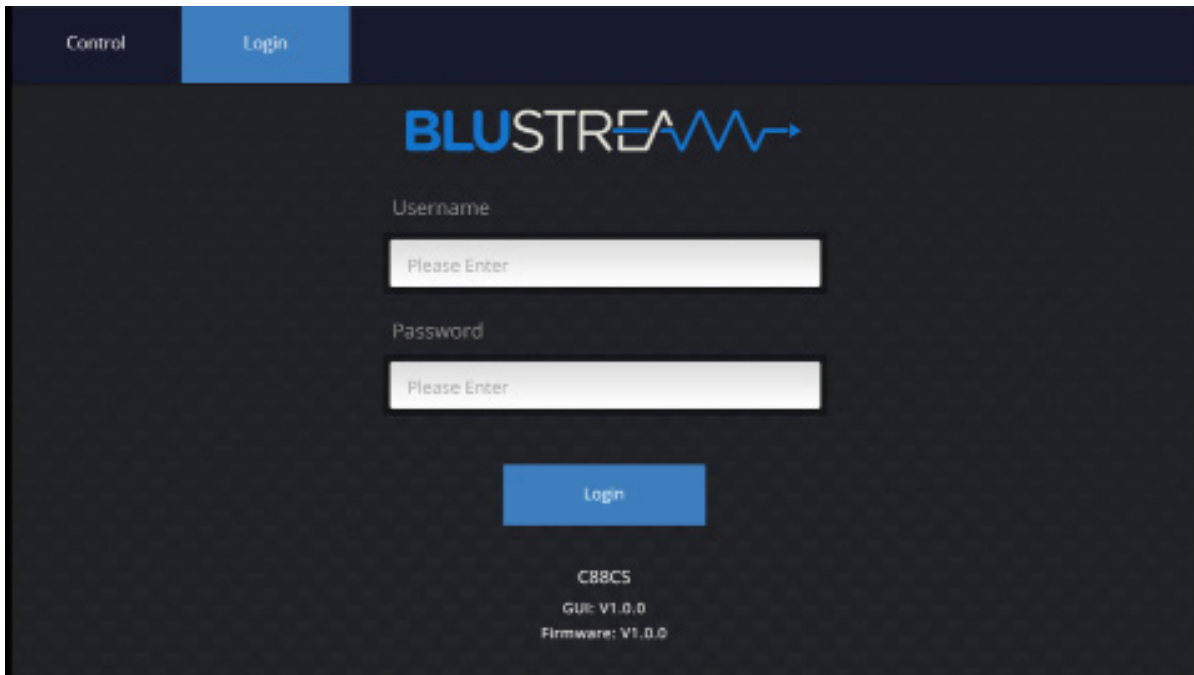 Control
Login
BLUSTREAM
Username
Please Enter
Password
Please Enter
Login
C88CS
GUI: V1.0.0
Firmware: V1.0.0